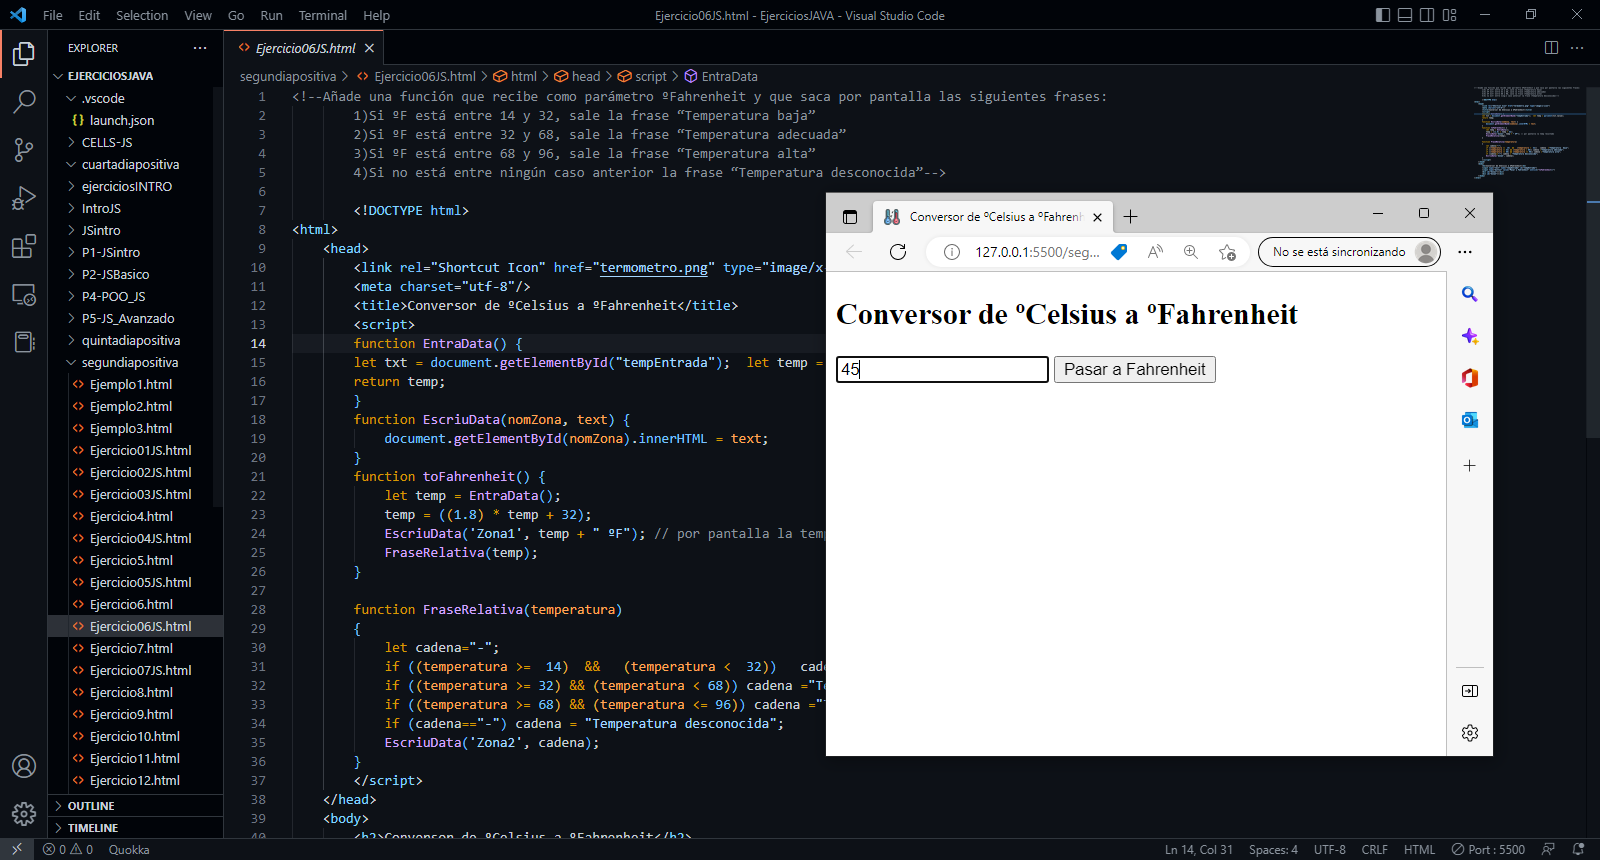 File Edit Selection View Go Run Terminal Help
Ejercicio06JS.html - EjerciciosJAVA - Visual Studio Code
EXPLORER
EJERCICIOSJAVA
.vscode
{} launch.json
CELLS-JS
cuartadiapositiva
ejerciciosINTRO
IntroJS
JSintro
P1-JSintro
P2-JSBasico
P4-POO_JS
P5-JS_Avanzado
quintadiapositiva
segundiapositiva
Ejemplo1.html
Ejemplo2.html
Ejemplo3.html
Ejercicio01JS.html
Ejercicio02JS.html
Ejercicio03JS.html
Ejercicio4.html
Ejercicio04JS.html
Ejercicio5.html
Ejercicio05JS.html
Ejercicio6.html
Ejercicio06JS.html
Ejercicio7.html
Ejercicio07JS.html
Ejercicio8.html
Ejercicio9.html
Ejercicio10.html
Ejercicio11.html
Ejercicio12.html
OUTLINE
TIMELINE
Ejercicio06JS.html
segundiapositiva > Ejercicio06JS.html > html > head > script > EntraData
1 <!--Añade una función que recibe como parámetro ºFahrenheit y que saca por pantalla las siguientes frases:
2 1)Si ºF está entre 14 y 32, sale la frase “Temperatura baja”
3 2)Si ºF está entre 32 y 68, sale la frase “Temperatura adecuada”
4 3)Si ºF está entre 68 y 96, sale la frase “Temperatura alta”
5 4)Si no está entre ningún caso anterior la frase “Temperatura desconocida”-->
6
7 <!DOCTYPE html>
8 <html>
9 <head>
10 <link rel="Shortcut Icon" href="termometro.png" type="image/x
11 <meta charset="utf-8"/>
12 <title>Conversor de ºCelsius a ºFahrenheit</title>
13 <script>
14 function EntraData() {
15 let txt = document.getElementById("tempEntrada"); let temp =
16 return temp;
17 }
18 function EscriuData(nomZona, text) {
19 document.getElementById(nomZona).innerHTML = text;
20 }
21 function toFahrenheit() {
22 let temp = EntraData();
23 temp = ((1.8) * temp + 32);
24 EscriuData('Zona1', temp + " ºF"); // por pantalla la temp
25 FraseRelativa(temp);
26 }
27
28 function FraseRelativa(temperatura)
29 {
30 let cadena="-";
31 if ((temperatura >= 14) && (temperatura < 32)) cade
32 if ((temperatura >= 32) && (temperatura < 68)) cadena ="Te
33 if ((temperatura >= 68) && (temperatura <= 96)) cadena ="
34 if (cadena=="-") cadena = "Temperatura desconocida";
35 EscriuData('Zona2', cadena);
36 }
37 </script>
38 </head>
39 <body>
40 <h2>Conversor de ºCelsius a ºFahrenheit</h2>
Conversor de ºCelsius a ºFahrenh
127.0.0.1:5500/seg...
No se está sincronizando
Conversor de ºCelsius a ºFahrenheit
45
Pasar a Fahrenheit
0 0 Quokka
Ln 14, Col 31 Spaces: 4 UTF-8 CRLF HTML Port : 5500